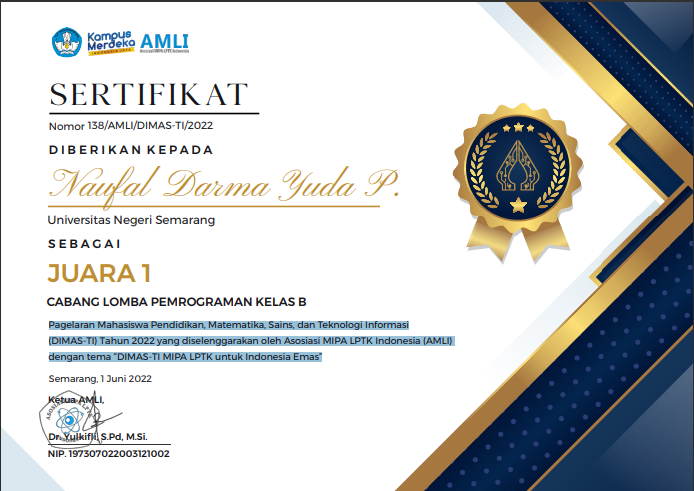 Kampus
Merdeka
INDONESIA JAYA
AMLI
Asosiasi MIPA LPTK Indonesia
SERTIFIKAT
Nomor 138/AMLI/DIMAS-TI/2022
DIBERIKAN KEPADA
Naufal Darma Yuda P.
Universitas Negeri Semarang
SEBAGAI
JUARA 1
CABANG LOMBA PEMROGRAMAN KELAS B
Pagelaran Mahasiswa Pendidikan, Matematika, Sains, dan Teknologi Informasi
(DIMAS-TI) Tahun 2022 yang diselenggarakan oleh Asosiasi MIPA LPTK Indonesia (AMLI)
dengan tema "DIMAS-TI MIPA LPTK untuk Indonesia Emas"
Semarang, 1 Juni 2022
Ketua AMLI,
Dr. Yulkifli, S.Pd, M.Si.
NIP. 197307022003121002